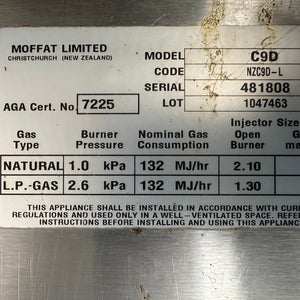 MOFFAT LIMITED
CHRISTCHURCH (NEW ZEALAND)
MODEL C9D
CODE NZC9D-L
SERIAL 481808
LOT 1047463
AGA Cert. No. 7225
Injector Size
Gas Type Burner Pressure Nominal Gas Consumption Open Burner
NATURAL 1.0 kPa 132 MJ/hr 2.10
L.P.-GAS 2.6 kPa 132 MJ/hr 1.30
THIS APPLIANCE SHALL BE INSTALLED IN ACCORDANCE WITH
REGULATIONS AND USED ONLY IN A WELL-VENTILATED SPACE.
INSTRUCTIONS BEFORE INSTALLING AND USING THIS